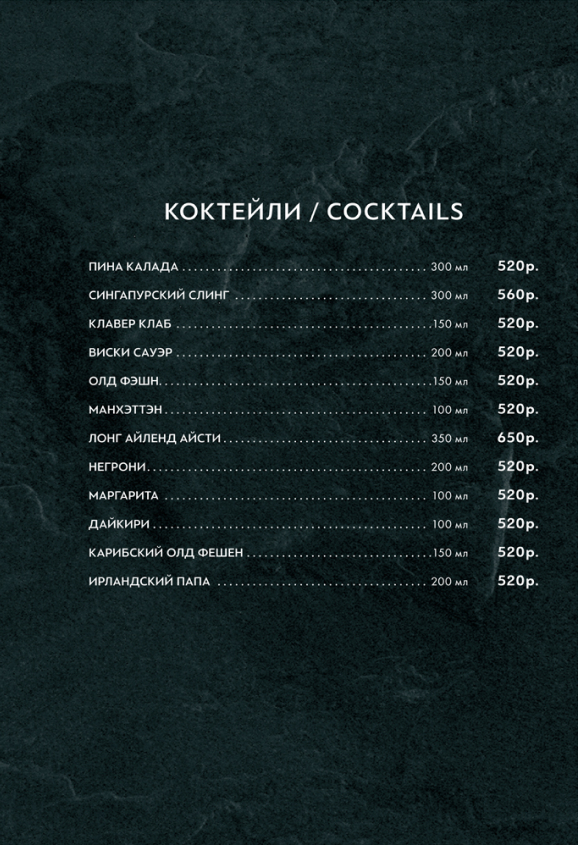 КОКТЕЙЛИ / COCKTAILS
ПИНА КАЛАДА 300 мл 520р.
СИНГАПУРСКИЙ СЛИНГ 300 мл 560р.
КЛАВЕР КЛАБ 150 мл 520р.
ВИСКИ САУЭР 200 мл 520р.
ОЛД ФЭШН 150 мл 520р.
МАНХЭТТЭН 100 мл 520р.
ЛОНГ АЙЛЕНД АЙСТИ 350 мл 650р.
НЕГРОНИ 200 мл 520р.
МАРГАРИТА 100 мл 520р.
ДАЙКИРИ 100 мл 520р.
КАРИБСКИЙ ОЛД ФЕШЕН 150 мл 520р.
ИРЛАНДСКИЙ ПАПА 200 мл 520р.